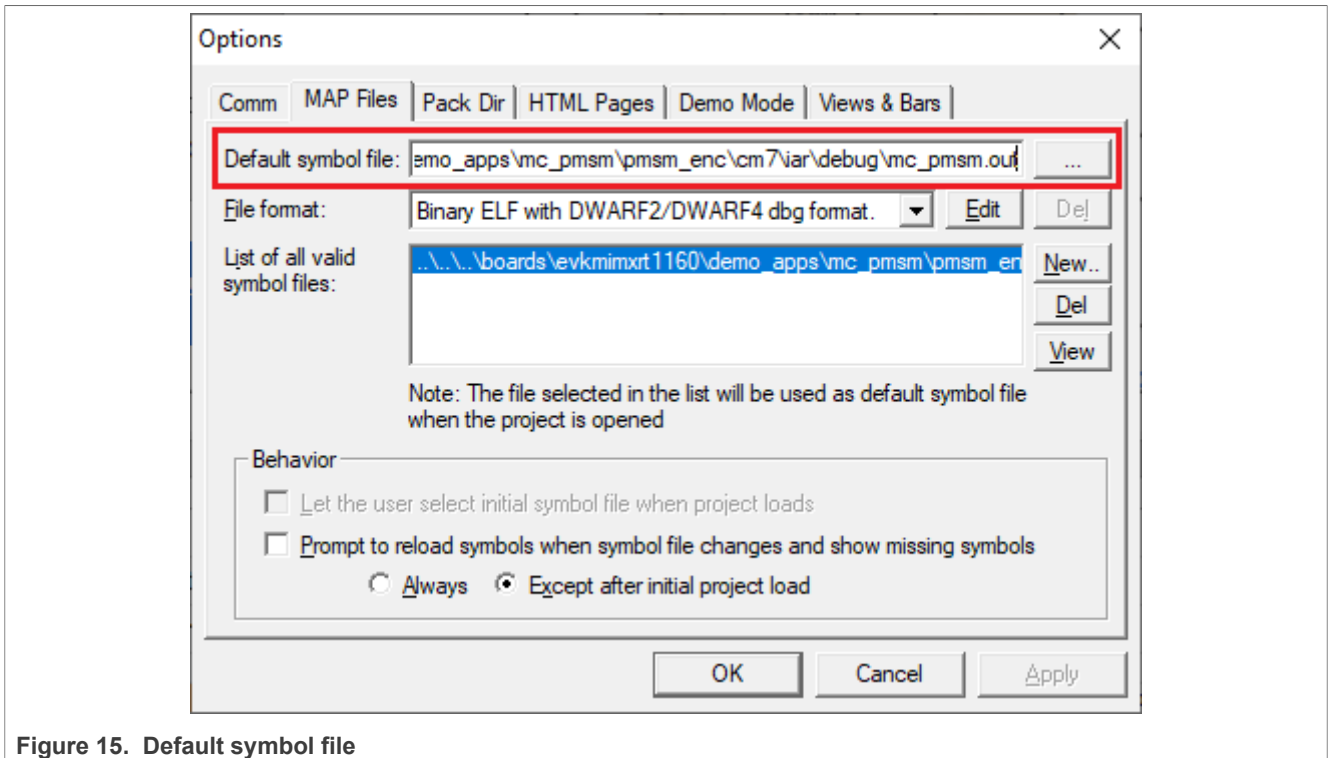 Options
Comm MAP Files Pack Dir HTML Pages Demo Mode Views & Bars
Default symbol file: emo_apps\mc_pmsm\pmsm_enc\cm7\iar\debug\mc_pmsm.out ...
File format: Binary ELF with DWARF2/DWARF4 dbg format. Edit Del
List of all valid
symbol files:
..\..\..\boards\evkmimxrt1160\demo_apps\mc_pmsm\pmsm_en
New..
Del
View
Note: The file selected in the list will be used as default symbol file
when the project is opened
Behavior
Let the user select initial symbol file when project loads
Prompt to reload symbols when symbol file changes and show missing symbols
Always Except after initial project load
OK Cancel Apply
Figure 15. Default symbol file